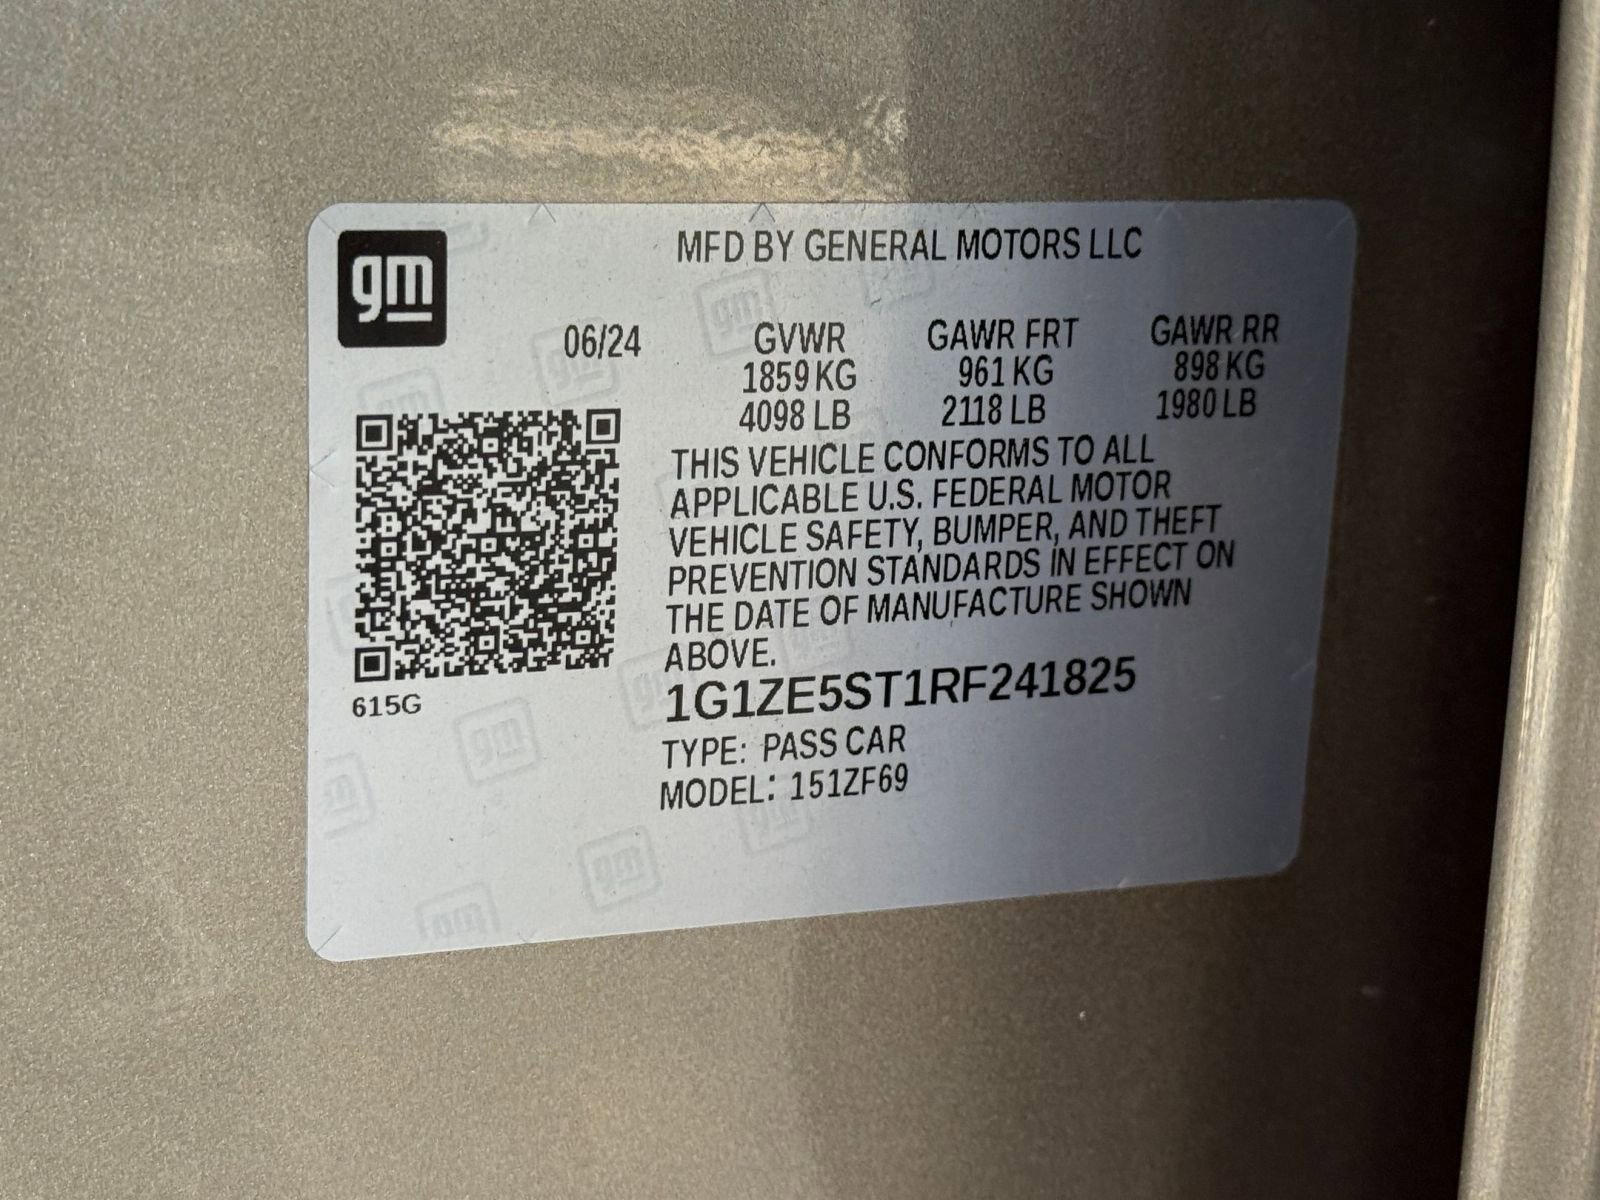 gm
MFD BY GENERAL MOTORS LLC
06/24 GVWR GAWR FRT GAWR RR
1859 KG 961 KG 898 KG
4098 LB 2118 LB 1980 LB
THIS VEHICLE CONFORMS TO ALL
APPLICABLE U.S. FEDERAL MOTOR
VEHICLE SAFETY, BUMPER, AND THEFT
PREVENTION STANDARDS IN EFFECT ON
THE DATE OF MANUFACTURE SHOWN
ABOVE.
615G
1G1ZE5ST1RF241825
TYPE: PASS CAR
MODEL: 151ZF69